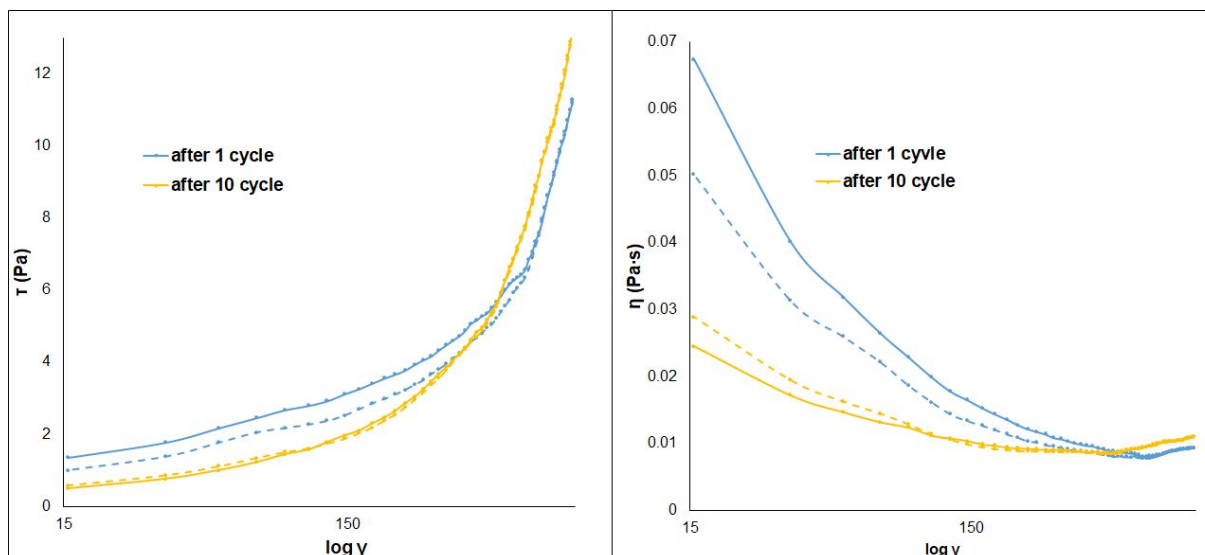 12
10
8
6
4
2
0
τ (Pa)
after 1 cycle
after 10 cycle
15
150
log γ
0.07
0.06
0.05
0.04
0.03
0.02
0.01
0
η (Pa·s)
after 1 cyvle
after 10 cycle
15
150
log γ